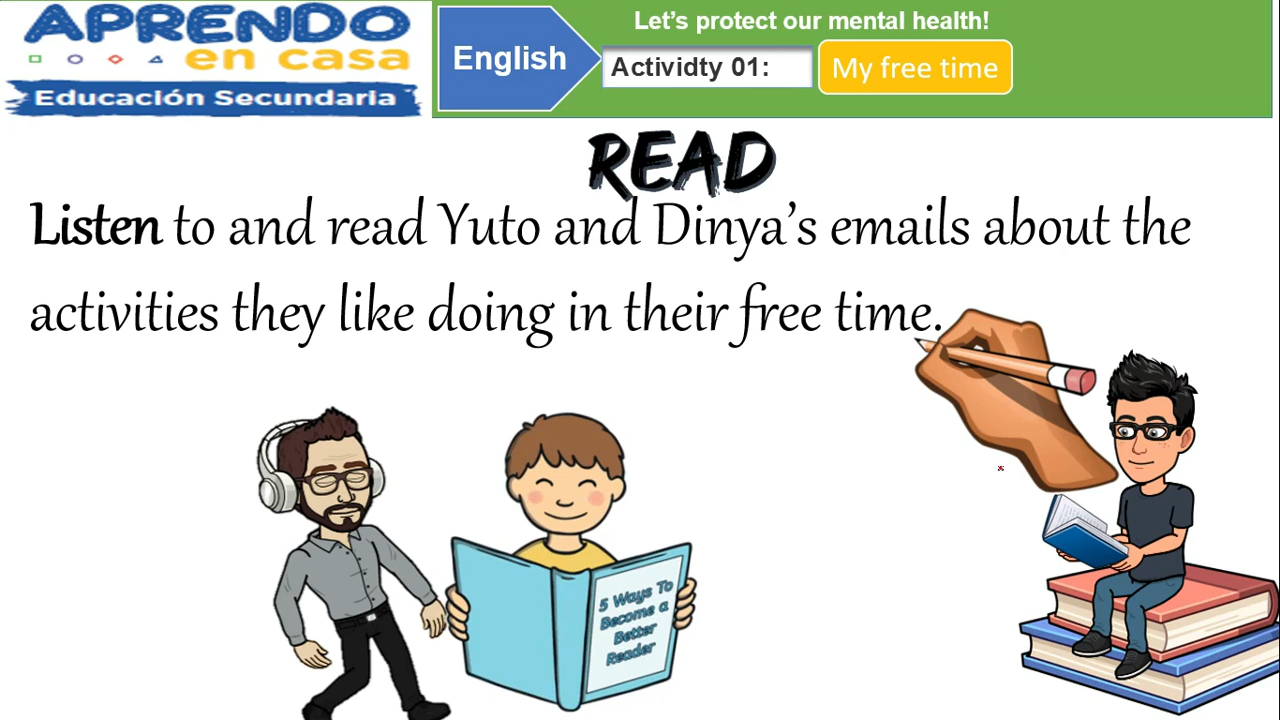 APRENDO
en casa
Educación Secundaria
English
Let's protect our mental health!
Actividty 01:
My free time
READ
Listen to and read Yuto and Dinya's emails about the
activities they like doing in their free time.
5 Ways To
Become a
Better
Reader